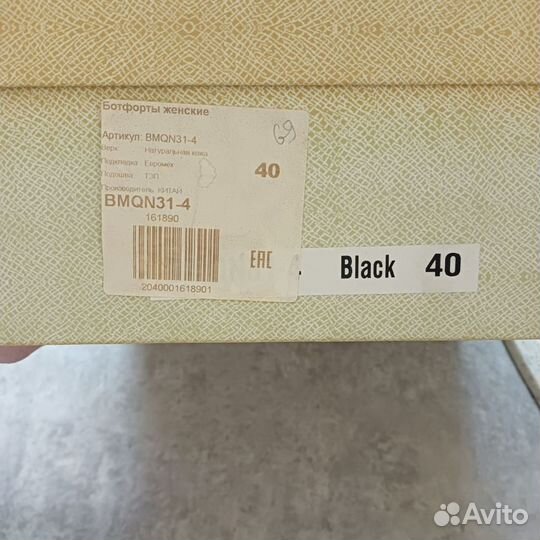 Ботфорты женские
Артикул: BMQN31-4
Верх: Натуральная кожа
Подкладка: Евромех
Подошва: ТЭП
Производитель: КИТАЙ
40
BMQN31-4
161890
2040001618901
EAC
69
Black 40
Avito